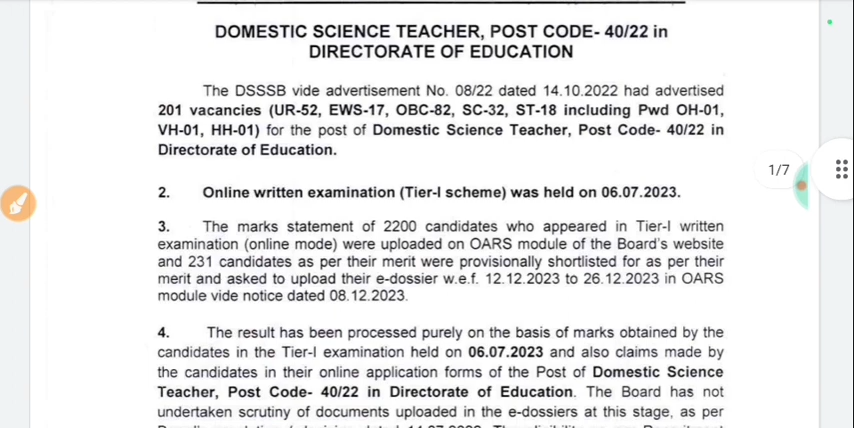 DOMESTIC SCIENCE TEACHER, POST CODE- 40/22 in
DIRECTORATE OF EDUCATION
The DSSSB vide advertisement No. 08/22 dated 14.10.2022 had advertised
201 vacancies (UR-52, EWS-17, OBC-82, SC-32, ST-18 including Pwd OH-01,
VH-01, HH-01) for the post of Domestic Science Teacher, Post Code- 40/22 in
Directorate of Education.
1/7
2. Online written examination (Tier-I scheme) was held on 06.07.2023.
3. The marks statement of 2200 candidates who appeared in Tier-I written
examination (online mode) were uploaded on OARS module of the Board's website
and 231 candidates as per their merit were provisionally shortlisted for as per their
merit and asked to upload their e-dossier w.e.f. 12.12.2023 to 26.12.2023 in OARS
module vide notice dated 08.12.2023.
4. The result has been processed purely on the basis of marks obtained by the
candidates in the Tier-I examination held on 06.07.2023 and also claims made by
the candidates in their online application forms of the Post of Domestic Science
Teacher, Post Code- 40/22 in Directorate of Education. The Board has not
undertaken scrutiny of documents uploaded in the e-dossiers at this stage, as per